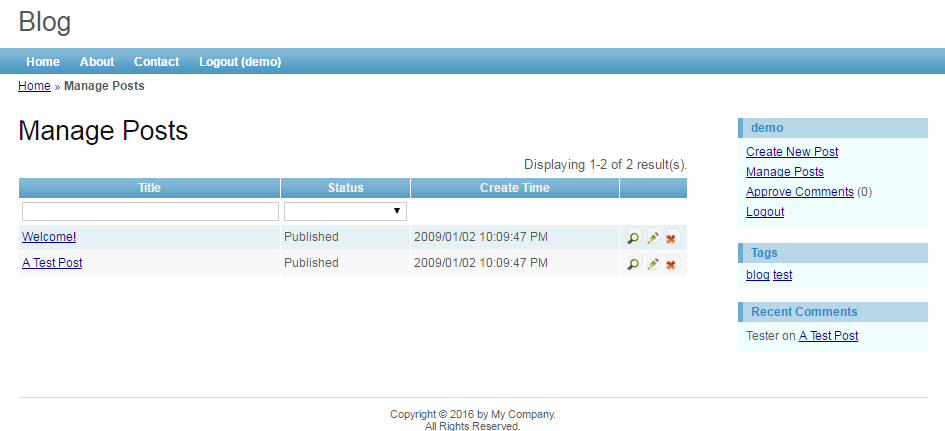 Blog
Home About Contact Logout (demo)
Home » Manage Posts
Manage Posts
Displaying 1-2 of 2 result(s).
Title Status Create Time
Welcome! Published 2009/01/02 10:09:47 PM
A Test Post Published 2009/01/02 10:09:47 PM
demo
Create New Post
Manage Posts
Approve Comments (0)
Logout
Tags
blog test
Recent Comments
Tester on A Test Post
Copyright © 2016 by My Company.
All Rights Reserved.